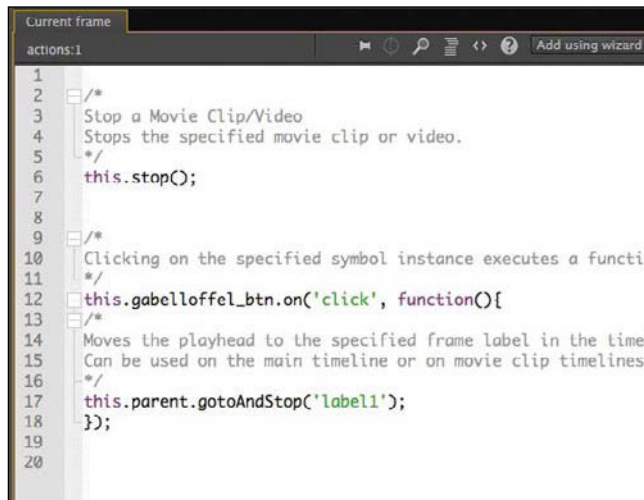 Current frame
actions:1
Add using wizard
1
2 /*
3 Stop a Movie Clip/Video
4 Stops the specified movie clip or video.
5 */
6 this.stop();
7
8
9 /*
10 Clicking on the specified symbol instance executes a functi
11 */
12 this.gabelloffel_btn.on('click', function(){
13 /*
14 Moves the playhead to the specified frame label in the time
15 Can be used on the main timeline or on movie clip timelines
16 */
17 this.parent.gotoAndStop('label1');
18 });
19
20